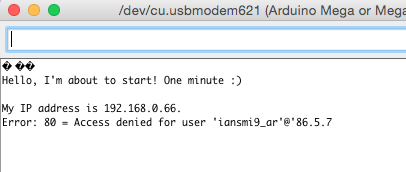 /dev/cu.usbmodem621 (Arduino Mega or Mega
Hello, I'm about to start! One minute :)
My IP address is 192.168.0.66.
Error: 80 = Access denied for user 'iansmi9_ar'@'86.5.7